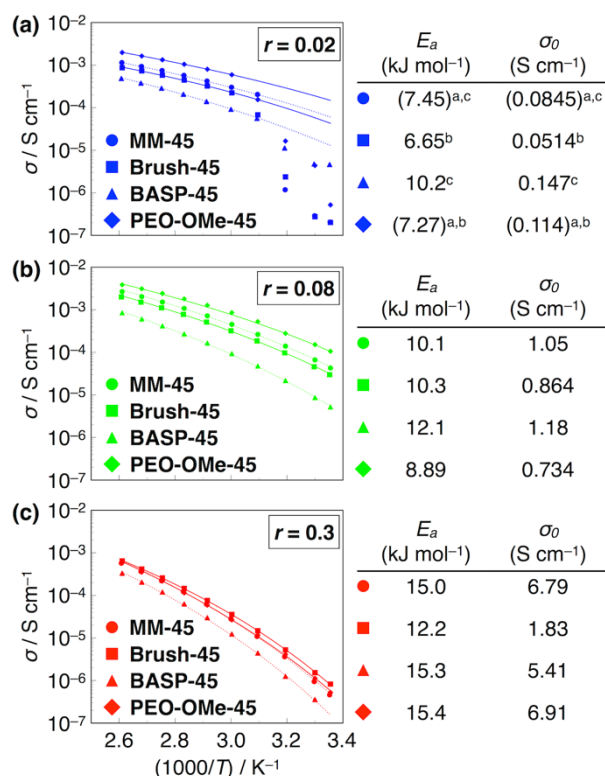 (a)
r = 0.02
10⁻²
10⁻³
10⁻⁴
10⁻⁵
10⁻⁶
10⁻⁷
σ / S cm⁻¹
MM-45
Brush-45
BASP-45
PEO-OMe-45
Eₐ σ₀
(kJ mol⁻¹) (S cm⁻¹)
(7.45)ᵃ,ᶜ (0.0845)ᵃ,ᶜ
6.65ᵇ 0.0514ᵇ
10.2ᶜ 0.147ᶜ
(7.27)ᵃ,ᵇ (0.114)ᵃ,ᵇ
(b)
r = 0.08
10⁻²
10⁻³
10⁻⁴
10⁻⁵
10⁻⁶
10⁻⁷
σ / S cm⁻¹
MM-45
Brush-45
BASP-45
PEO-OMe-45
Eₐ σ₀
(kJ mol⁻¹) (S cm⁻¹)
10.1 1.05
10.3 0.864
12.1 1.18
8.89 0.734
(c)
r = 0.3
10⁻²
10⁻³
10⁻⁴
10⁻⁵
10⁻⁶
10⁻⁷
σ / S cm⁻¹
MM-45
Brush-45
BASP-45
PEO-OMe-45
2.6 2.8 3.0 3.2 3.4
(1000/T) / K⁻¹
Eₐ σ₀
(kJ mol⁻¹) (S cm⁻¹)
15.0 6.79
12.2 1.83
15.3 5.41
15.4 6.91